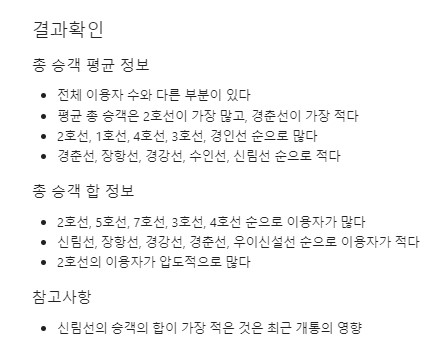 결과확인
총 승객 평균 정보
전체 이용자 수와 다른 부분이 있다
평균 총 승객은 2호선이 가장 많고, 경춘선이 가장 적다
2호선, 1호선, 4호선, 3호선, 경인선 순으로 많다
경춘선, 장항선, 경강선, 수인선, 신림선 순으로 적다
총 승객 합 정보
2호선, 5호선, 7호선, 3호선, 4호선 순으로 이용자가 많다
신림선, 장항선, 경강선, 경춘선, 우이신설선 순으로 이용자가 적다
2호선의 이용자가 압도적으로 많다
참고사항
신림선의 승객의 합이 가장 적은 것은 최근 개통의 영향